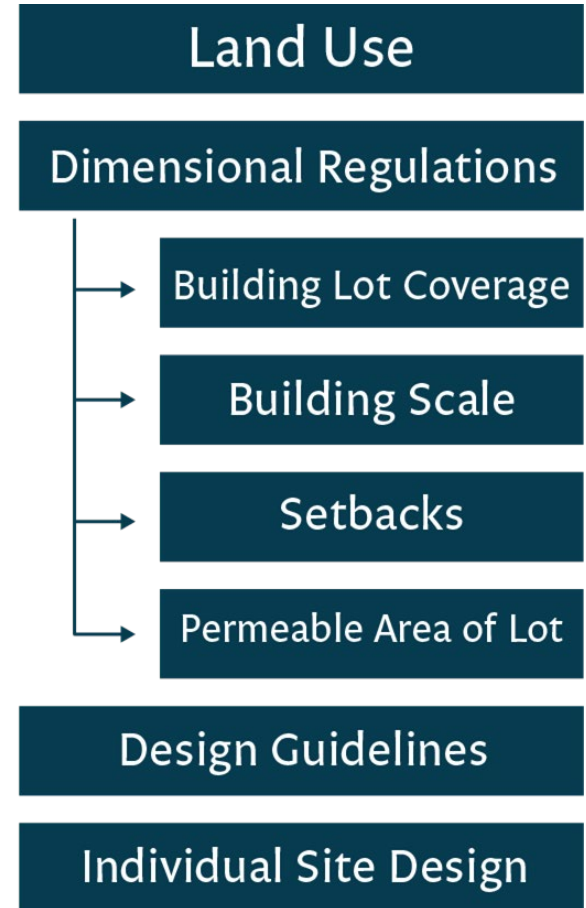 Land Use
Dimensional Regulations
Building Lot Coverage
Building Scale
Setbacks
Permeable Area of Lot
Design Guidelines
Individual Site Design